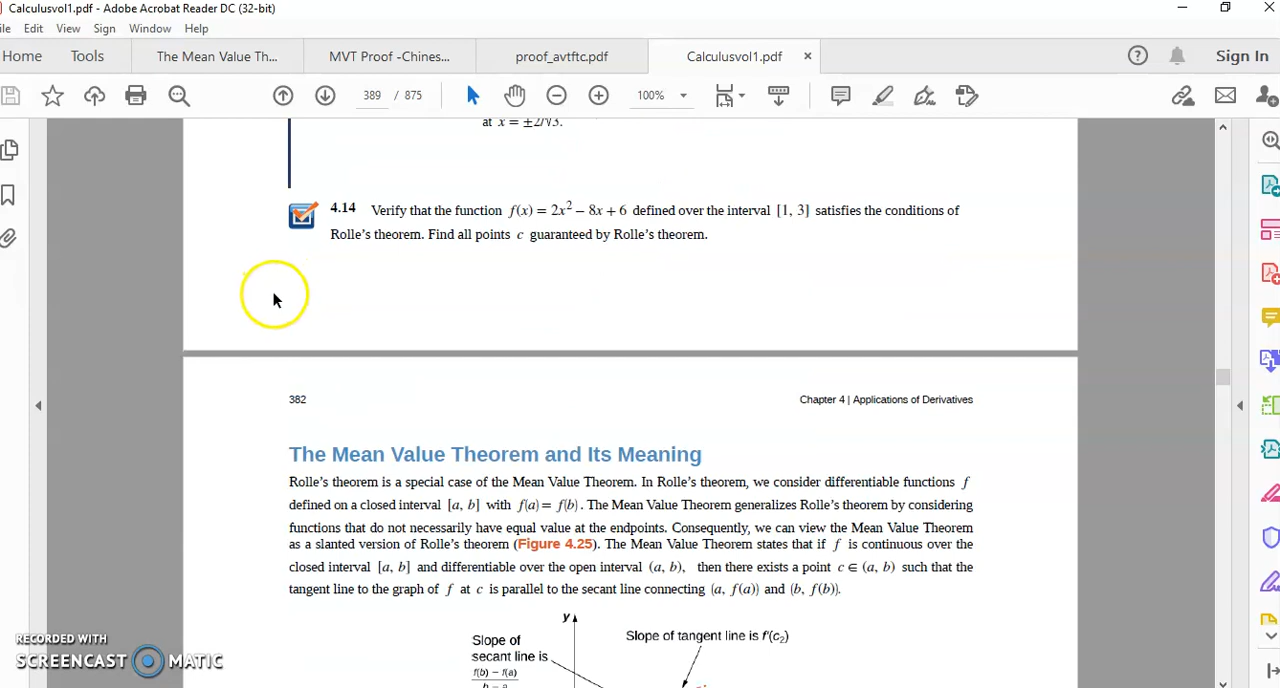 Calculusvol1.pdf - Adobe Acrobat Reader DC (32-bit)
ile Edit View Sign Window Help
Home Tools The Mean Value Th... MVT Proof -Chines... proof_avtftc.pdf Calculusvol1.pdf × Sign In
389 / 875 100%
at x = ±2/√3.
4.14 Verify that the function f(x) = 2x² − 8x + 6 defined over the interval [1, 3] satisfies the conditions of
Rolle’s theorem. Find all points c guaranteed by Rolle’s theorem.
382 Chapter 4 | Applications of Derivatives
The Mean Value Theorem and Its Meaning
Rolle’s theorem is a special case of the Mean Value Theorem. In Rolle’s theorem, we consider differentiable functions f
defined on a closed interval [a, b] with f(a) = f(b). The Mean Value Theorem generalizes Rolle’s theorem by considering
functions that do not necessarily have equal value at the endpoints. Consequently, we can view the Mean Value Theorem
as a slanted version of Rolle’s theorem (Figure 4.25). The Mean Value Theorem states that if f is continuous over the
closed interval [a, b] and differentiable over the open interval (a, b), then there exists a point c ∈ (a, b) such that the
tangent line to the graph of f at c is parallel to the secant line connecting (a, f(a)) and (b, f(b)).
y
Slope of
secant line is
f(b) − f(a)
b − a
Slope of tangent line is f′(c₂)
RECORDED WITH
SCREENCAST MATIC